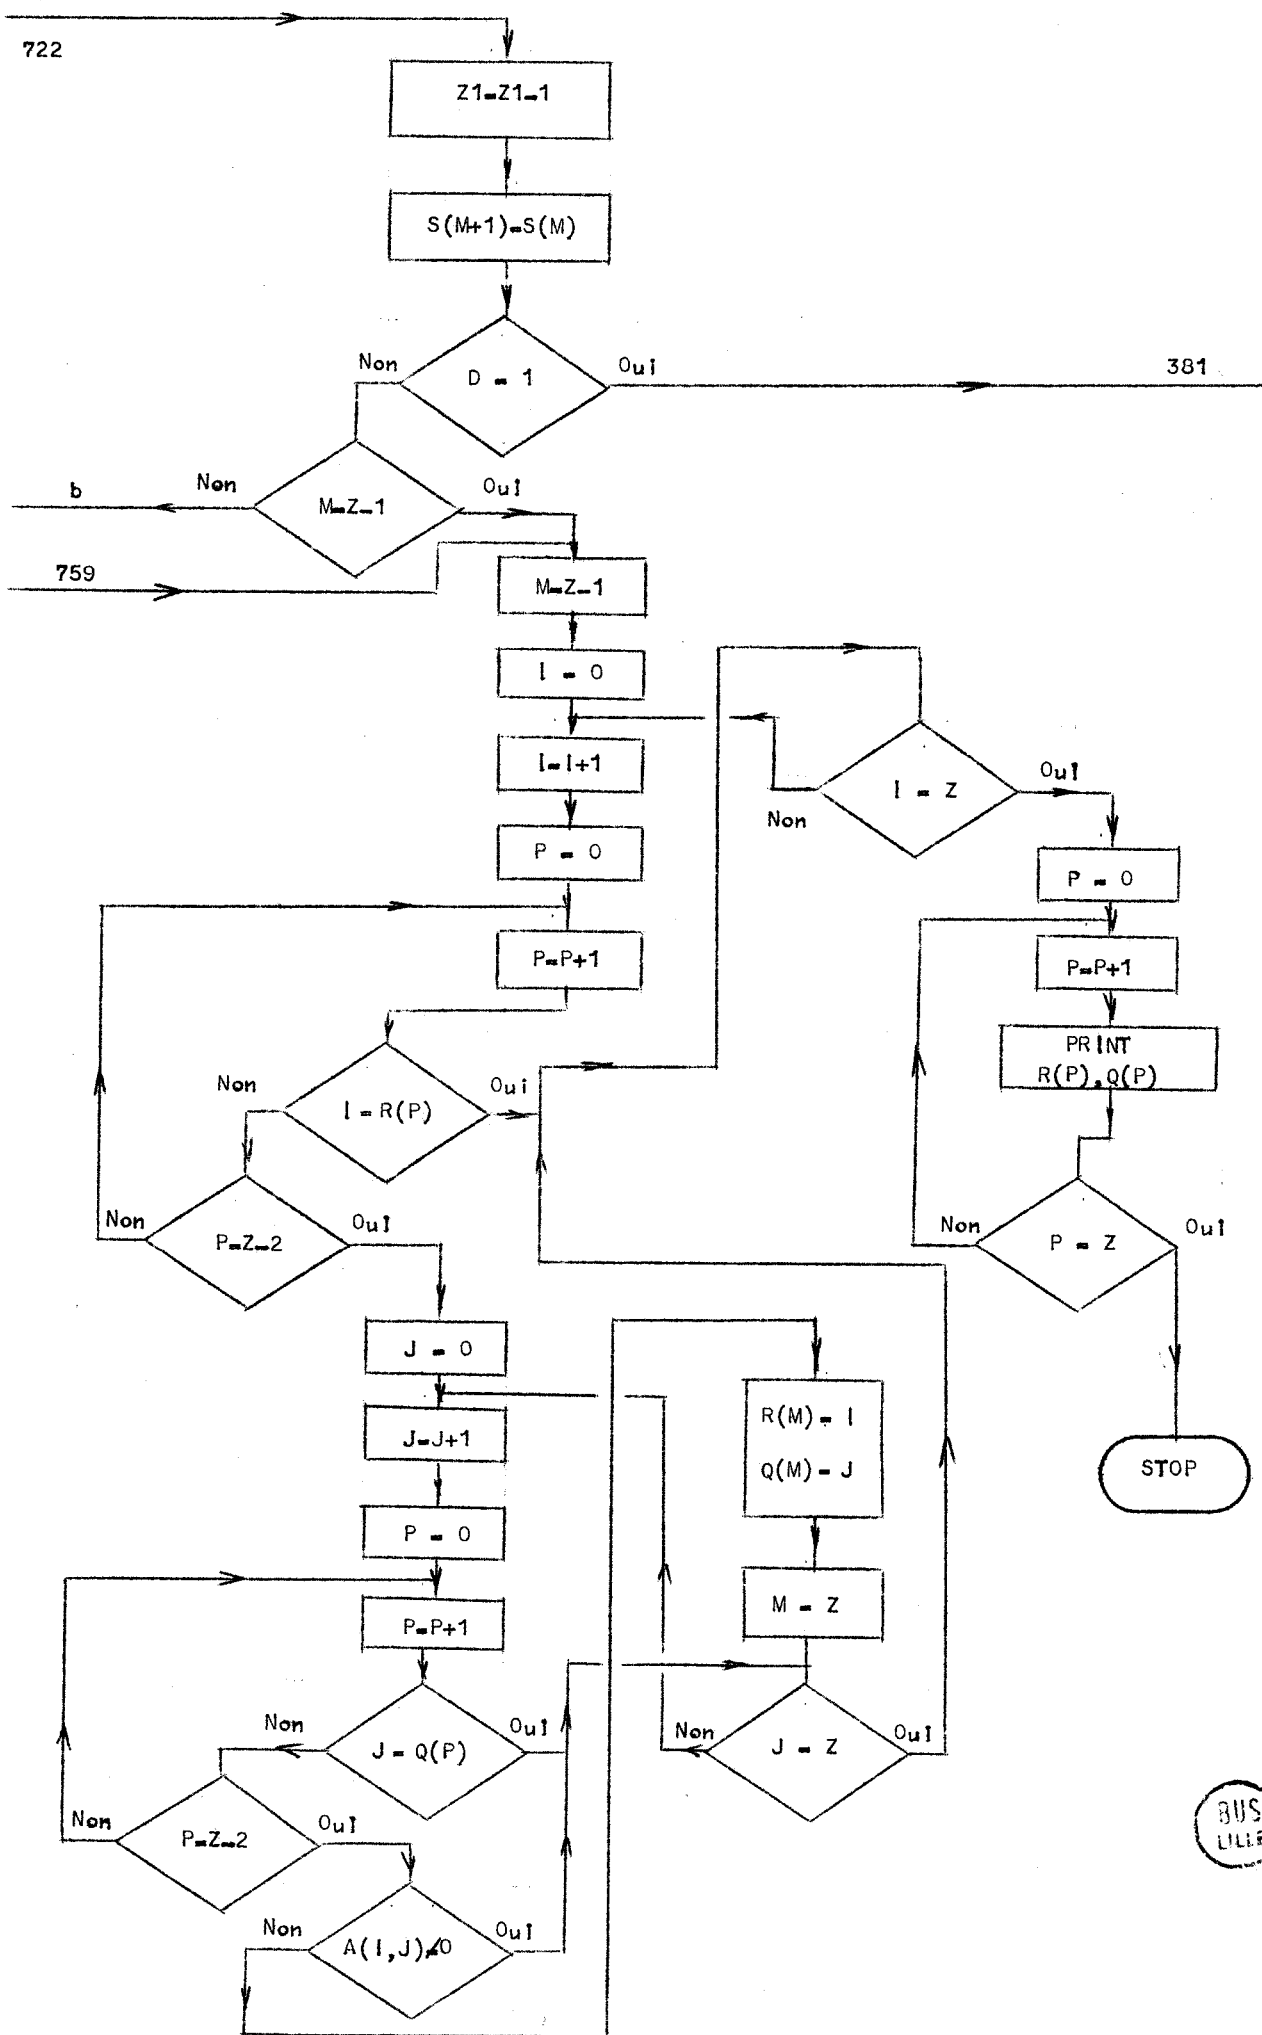 722
Z1=Z1-1
S(M+1)=S(M)
Non
D = 1
Oui
381
b
Non
M=Z-1
Oui
759
M=Z-1
I = 0
I=I+1
I = Z
Oui
Non
P = 0
P = 0
P=P+1
P=P+1
PRINT
R(P),Q(P)
Non
I = R(P)
Oui
Non
P=Z-2
Oui
Non
P = Z
Oui
J = 0
R(M) = I
J=J+1
Q(M) = J
STOP
P = 0
M = Z
P=P+1
Non
J = Q(P)
Oui
Non
J = Z
Oui
Non
P=Z-2
Oui
BUS
LILLE
Non
A(I,J)≠0
Oui